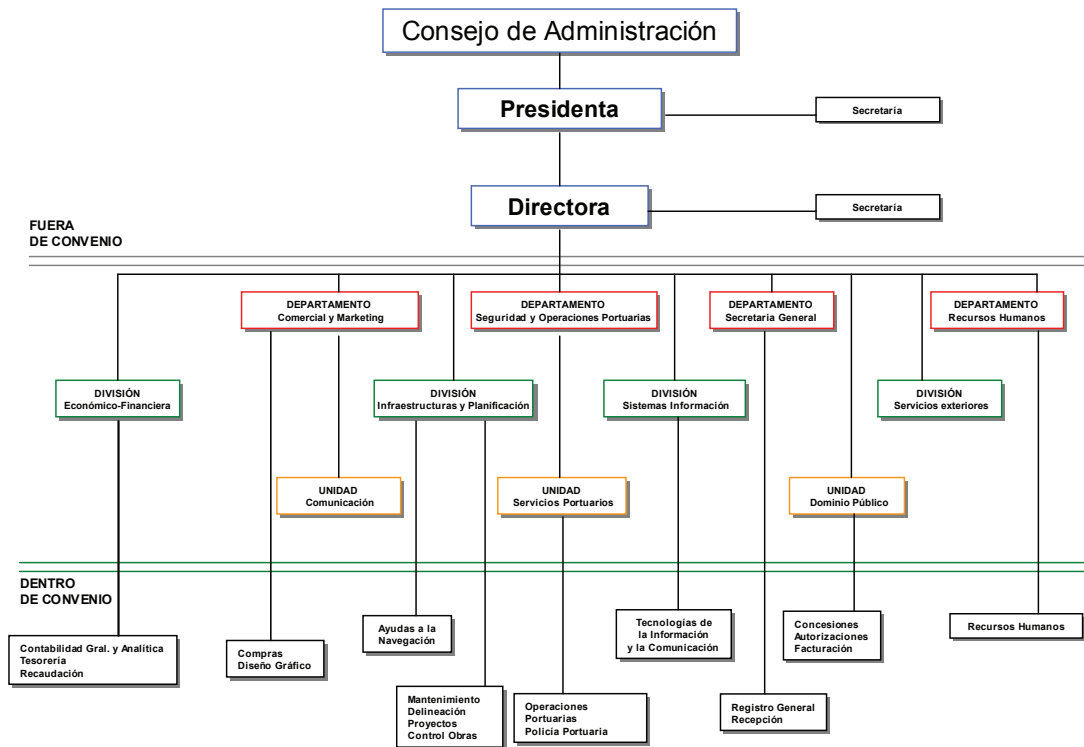 Consejo de Administración
Presidenta
Secretaría
Directora
Secretaría
FUERA
DE CONVENIO
DEPARTAMENTO
Comercial y Marketing
DEPARTAMENTO
Seguridad y Operaciones Portuarias
DEPARTAMENTO
Secretaria General
DEPARTAMENTO
Recursos Humanos
DIVISIÓN
Económico-Financiera
DIVISIÓN
Infraestructuras y Planificación
DIVISIÓN
Sistemas Información
DIVISIÓN
Servicios exteriores
UNIDAD
Comunicación
UNIDAD
Servicios Portuarios
UNIDAD
Dominio Público
DENTRO
DE CONVENIO
Contabilidad Gral. y Analítica
Tesorería
Recaudación
Compras
Diseño Gráfico
Ayudas a la
Navegación
Mantenimiento
Delineación
Proyectos
Control Obras
Operaciones
Portuarias
Policía Portuaria
Tecnologías de
la Información
y la Comunicación
Registro General
Recepción
Concesiones
Autorizaciones
Facturación
Recursos Humanos